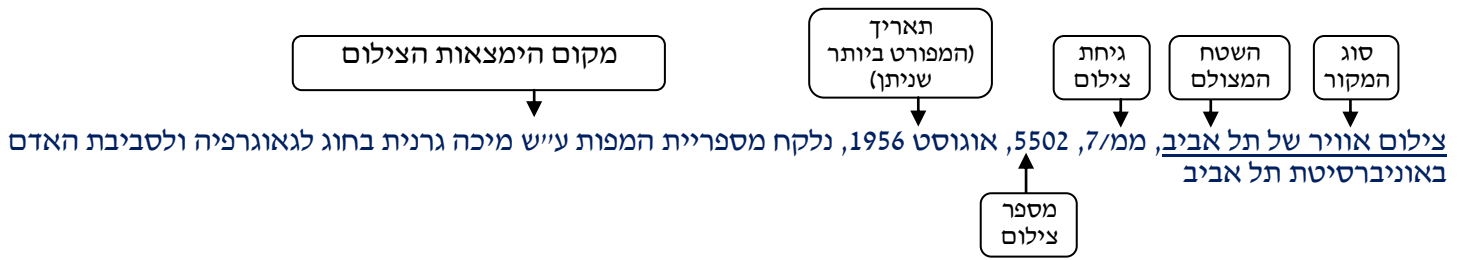 סוג
המקור
השטח
המצולם
גיחת
צילום
תאריך
(המפורט ביותר
שניתן)
מקום הימצאות הצילום
צילום אוויר של תל אביב, ממ/7, 5502, אוגוסט 1956, נלקח מספריית המפות ע״ש מיכה גרנית בחוג לגאוגרפיה ולסביבת האדם
באוניברסיטת תל אביב
מספר
צילום